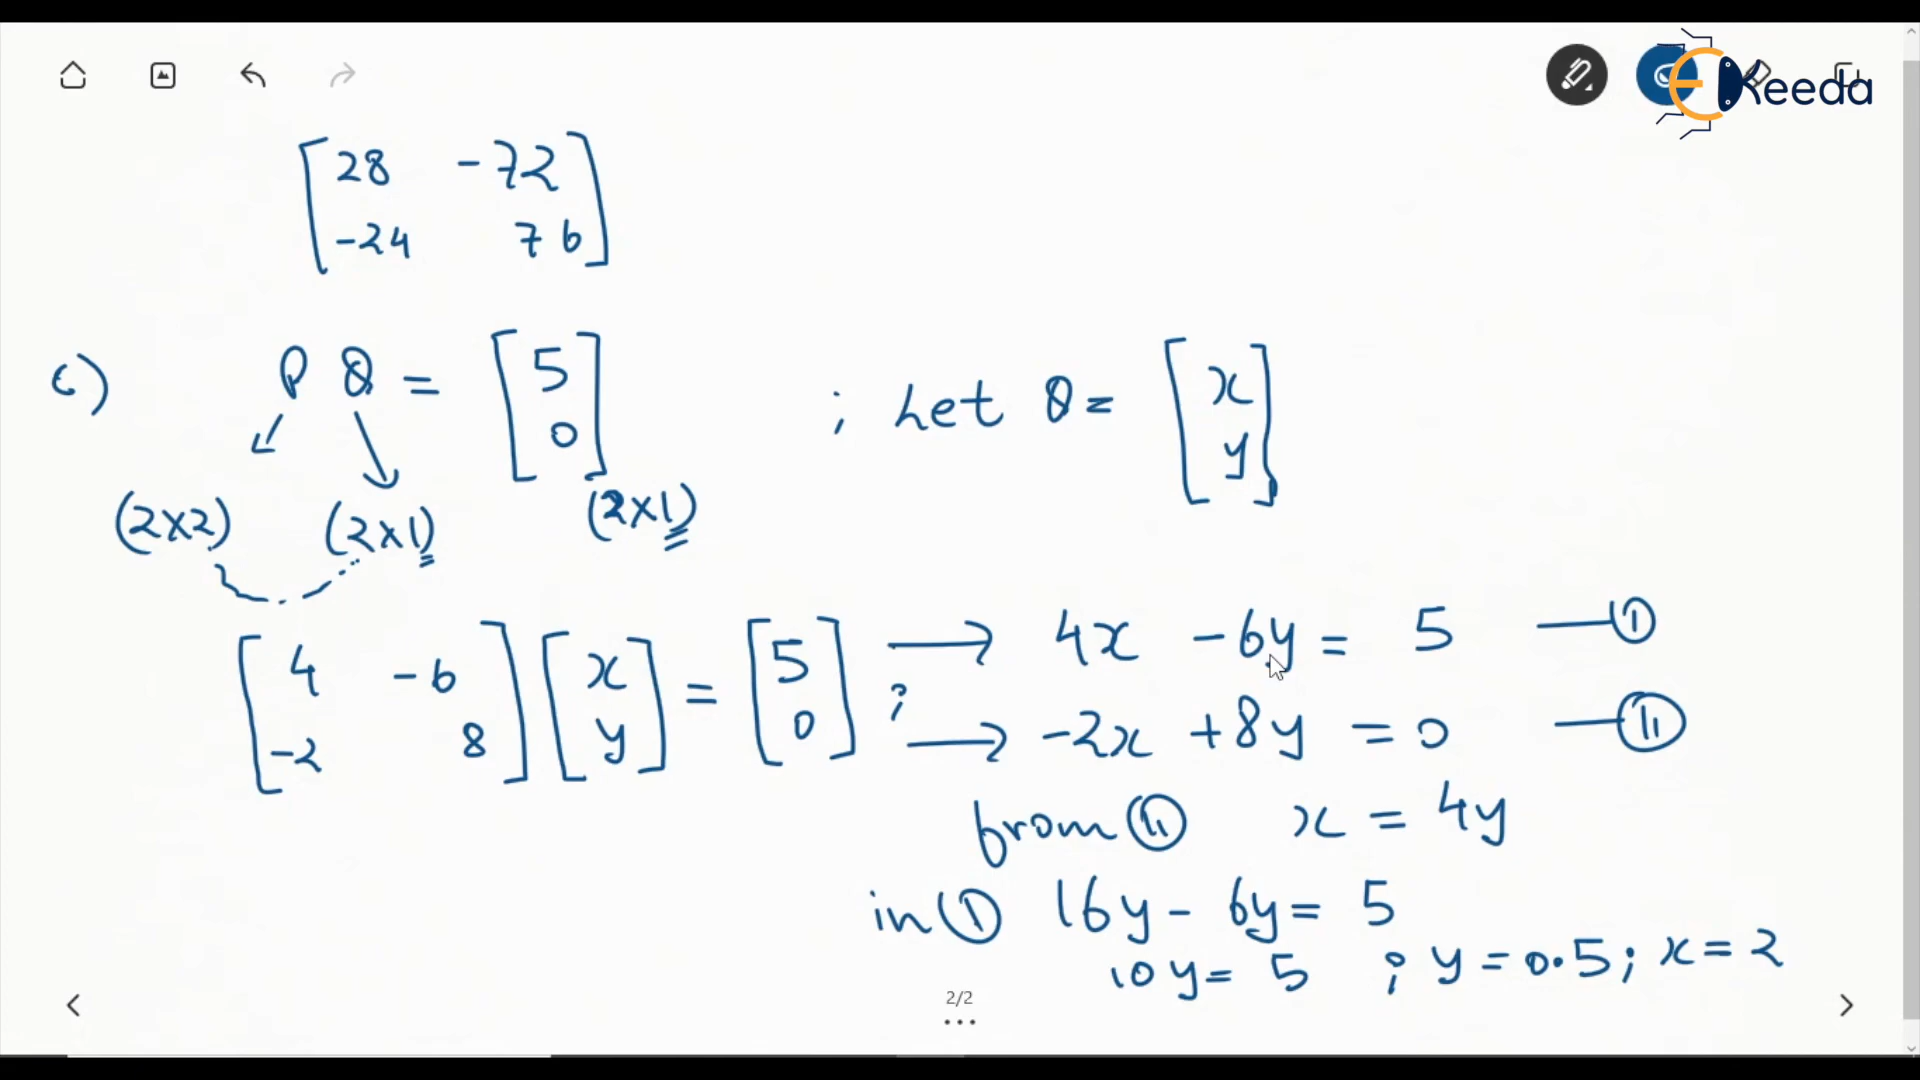 Keeda
[28 -72
-24 76]
c) P Q = [5
0] ; Let Q = [x
y]
(2x2) (2x1) (2x1)
[4 -6
-2 8] [x
y] = [5
0] ; → 4x - 6y = 5 — I
→ -2x + 8y = 0 — II
from II x = 4y
in I 16y - 6y = 5
10y = 5 ; y = 0.5; x = 2
2/2